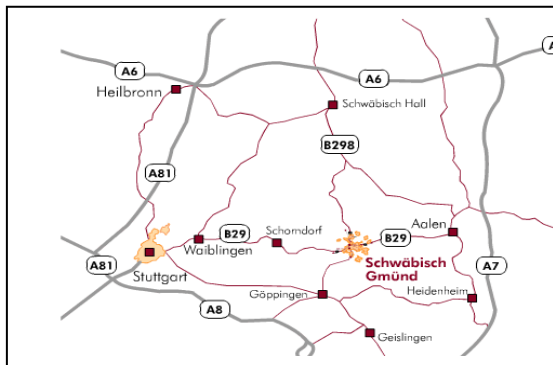 A
A6
A6
Heilbronn
Schwäbisch Hall
B298
A81
B29
Schorndorf
B29
Aalen
Waiblingen
Schwäbisch
Gmünd
A81
Stuttgart
A7
Göppingen
Heidenheim
A8
Geislingen